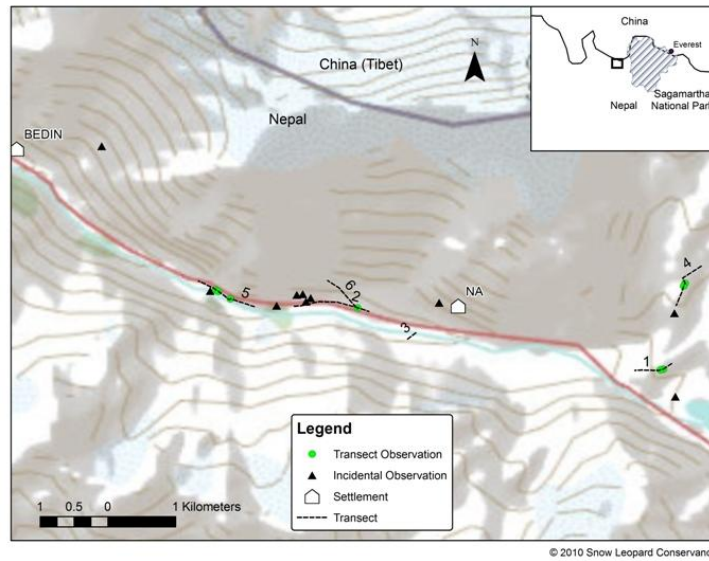 China
Everest
Sagamartha
National Park
Nepal
N
China (Tibet)
Nepal
BEDIN
4
5
6
2
NA
3
1
Legend
Transect Observation
Incidental Observation
Settlement
Transect
1 0.5 0 1 Kilometers
© 2010 Snow Leopard Conservanc